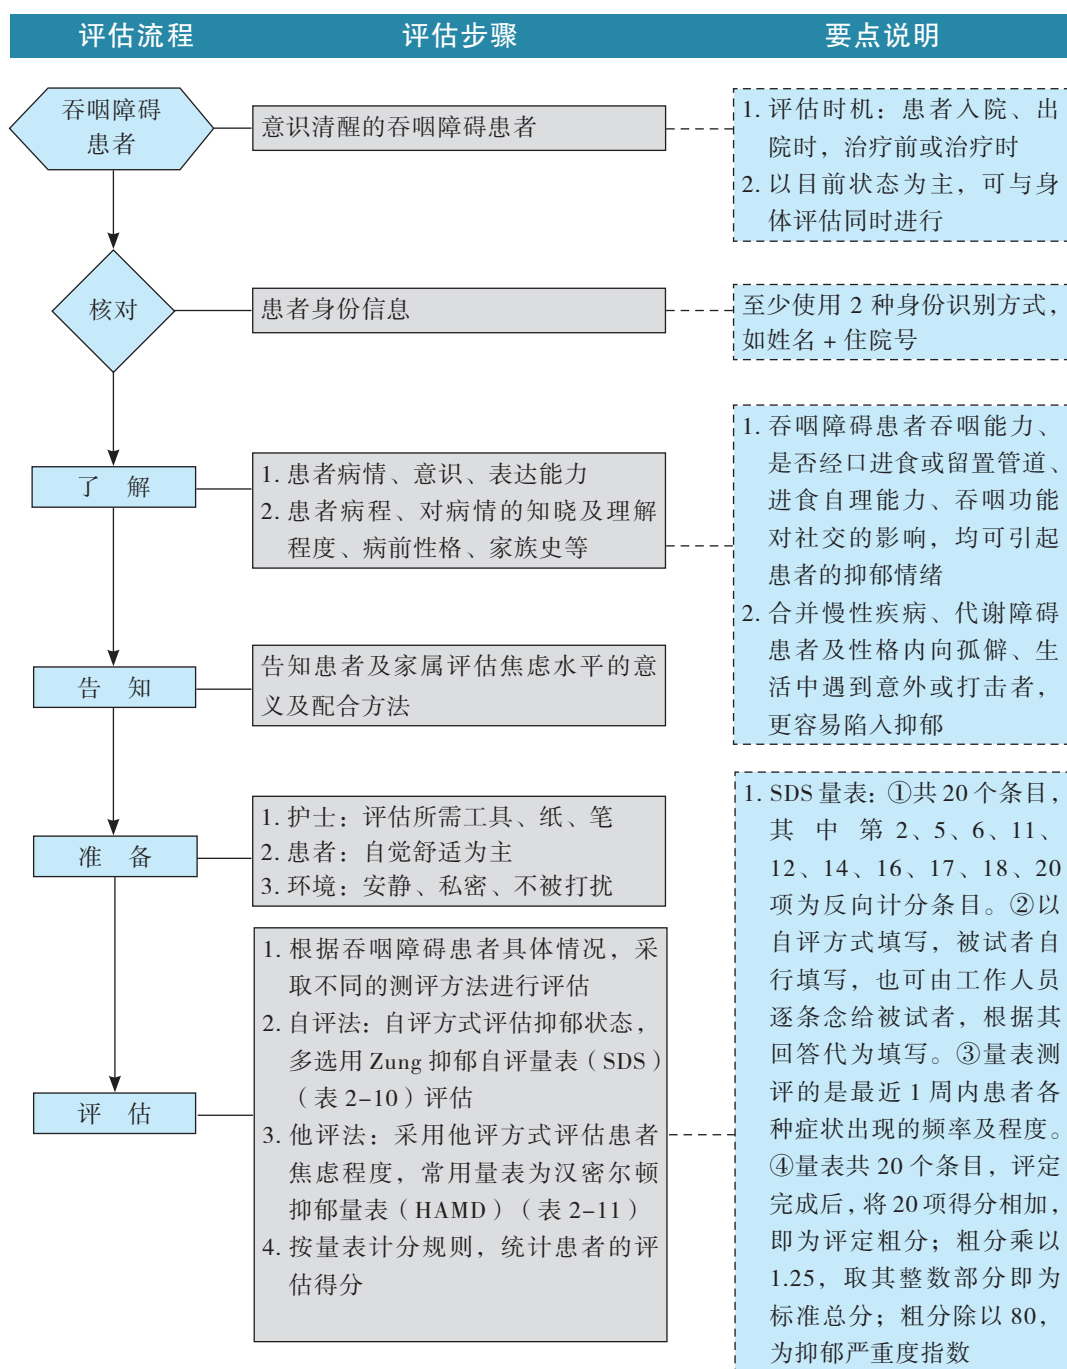 评估流程
评估步骤
要点说明
吞咽障碍
患者
意识清醒的吞咽障碍患者
1. 评估时机：患者入院、出
院时，治疗前或治疗时
2. 以目前状态为主，可与身
体评估同时进行
核对
患者身份信息
至少使用 2 种身份识别方式，
如姓名 + 住院号
了 解
1. 患者病情、意识、表达能力
2. 患者病程、对病情的知晓及理解
程度、病前性格、家族史等
1. 吞咽障碍患者吞咽能力、
是否经口进食或留置管道、
进食自理能力、吞咽功能
对社交的影响，均可引起
患者的抑郁情绪
2. 合并慢性疾病、代谢障碍
患者及性格内向孤僻、生
活中遇到意外或打击者，
更容易陷入抑郁
告 知
告知患者及家属评估焦虑水平的意
义及配合方法
准 备
1. 护士：评估所需工具、纸、笔
2. 患者：自觉舒适为主
3. 环境：安静、私密、不被打扰
评 估
1. 根据吞咽障碍患者具体情况，采
取不同的测评方法进行评估
2. 自评法：自评方式评估抑郁状态，
多选用 Zung 抑郁自评量表（SDS）
（表 2-10）评估
3. 他评法：采用他评方式评估患者
焦虑程度，常用量表为汉密尔顿
抑郁量表（HAMD）（表 2-11）
4. 按量表计分规则，统计患者的评
估得分
1. SDS 量表：①共 20 个条目，
其中第 2、5、6、11、
12、14、16、17、18、20
项为反向计分条目。②以
自评方式填写，被试者自
行填写，也可由工作人员
逐条念给被试者，根据其
回答代为填写。③量表测
评的是最近 1 周内患者各
种症状出现的频率及程度。
④量表共 20 个条目，评定
完成后，将 20 项得分相加，
即为评定粗分；粗分乘以
1.25，取其整数部分即为
标准总分；粗分除以 80，
为抑郁严重度指数